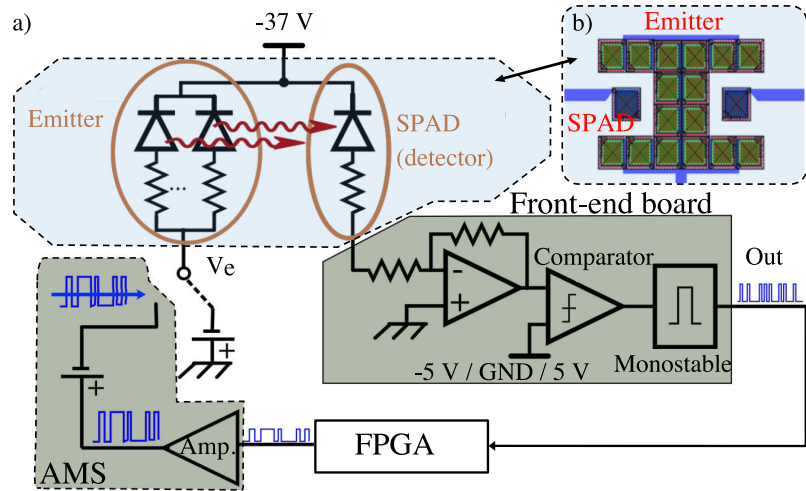 a)
-37 V
b)
Emitter
Emitter
SPAD
(detector)
SPAD
...
Front-end board
Ve
Comparator
Out
-
+
+
-5 V / GND / 5 V
Monostable
+
Amp.
FPGA
AMS